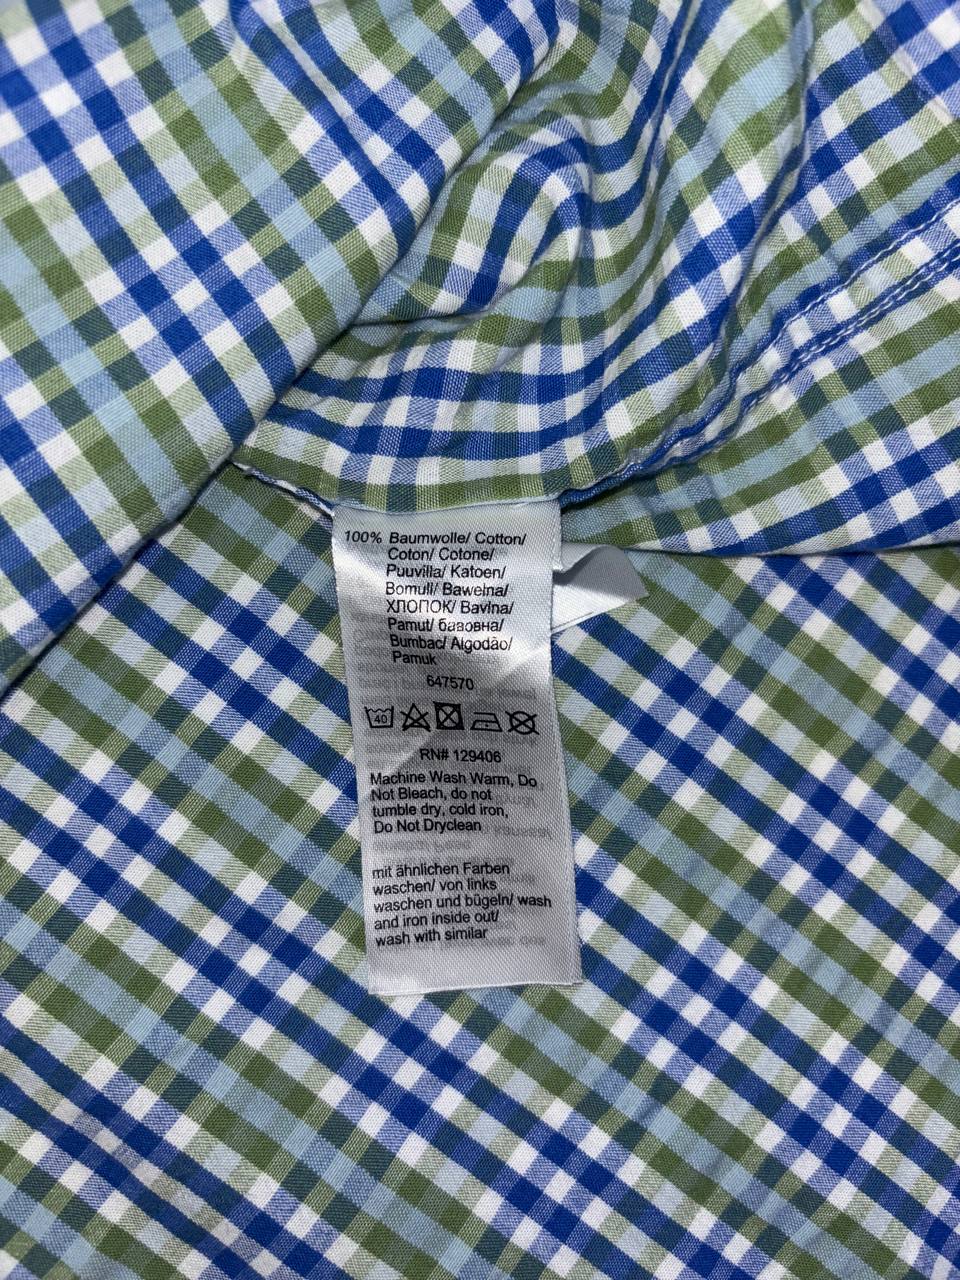 100% Baumwolle/ Cotton/
Coton/ Cotone/
Puuvilla/ Katoen/
Bomull/ Bawełna/
ХЛОПОК/ Bavlna/
Pamut/ бавовна/
Bumbac/ Algodão/
Pamuk
647570
40
RN# 129406
Machine Wash Warm, Do
Not Bleach, do not
tumble dry, cold iron,
Do Not Dryclean
mit ähnlichen Farben
waschen/ von links
waschen und bügeln/ wash
and iron inside out/
wash with similar